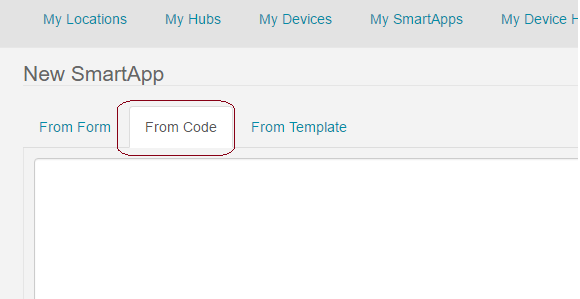 My Locations My Hubs My Devices My SmartApps My Device H
New SmartApp
From Form From Code From Template